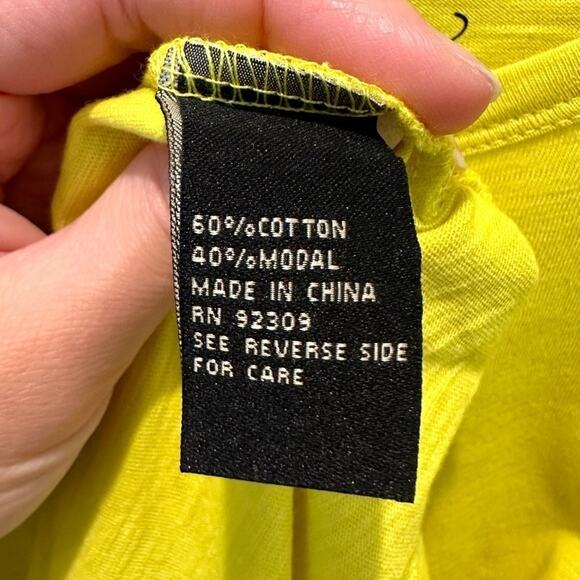 60%COTTON
40%MODAL
MADE IN CHINA
RN 92309
SEE REVERSE SIDE
FOR CARE